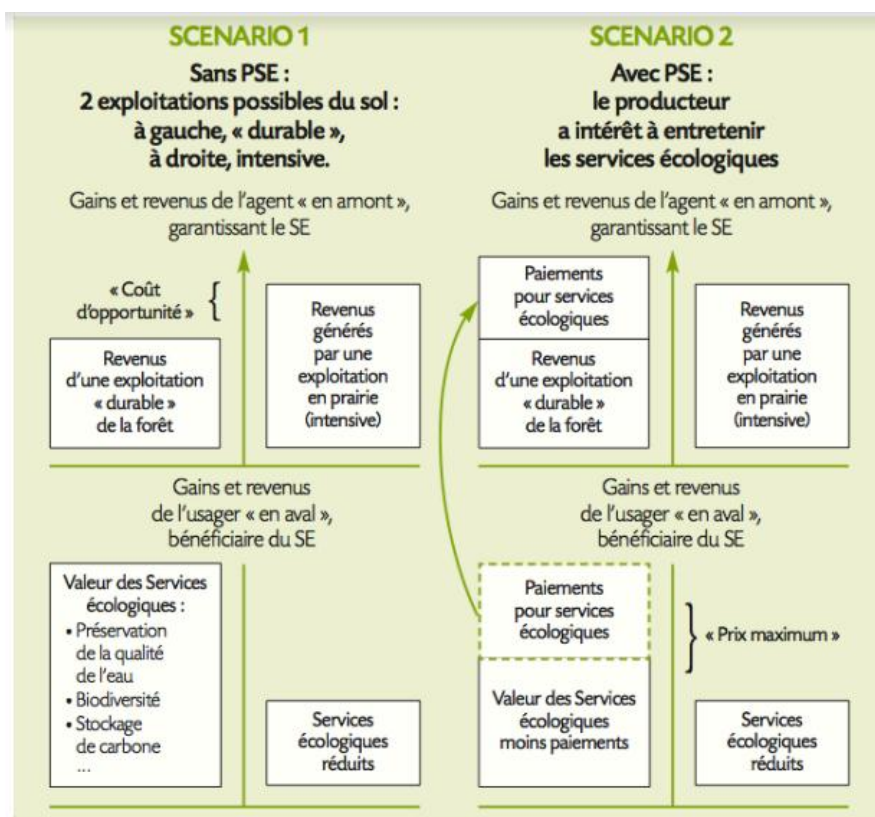 SCENARIO 1
Sans PSE :
2 exploitations possibles du sol :
à gauche, « durable »,
à droite, intensive.
Gains et revenus de l'agent « en amont »,
garantissant le SE
« Coût
d'opportunité »
{
Revenus
d'une exploitation
« durable »
de la forêt
Revenus
générés
par une
exploitation
en prairie
(intensive)
Gains et revenus
de l'usager « en aval »,
bénéficiaire du SE
Valeur des Services
écologiques :
• Préservation
de la qualité
de l'eau
• Biodiversité
• Stockage
de carbone
...
Services
écologiques
réduits
SCENARIO 2
Avec PSE :
le producteur
a intérêt à entretenir
les services écologiques
Gains et revenus de l'agent « en amont »,
garantissant le SE
Paiements
pour services
écologiques
Revenus
d'une exploitation
« durable »
de la forêt
Revenus
générés
par une
exploitation
en prairie
(intensive)
Gains et revenus
de l'usager « en aval »,
bénéficiaire du SE
Paiements
pour services
écologiques
}
« Prix maximum »
Valeur des Services
écologiques
moins paiements
Services
écologiques
réduits